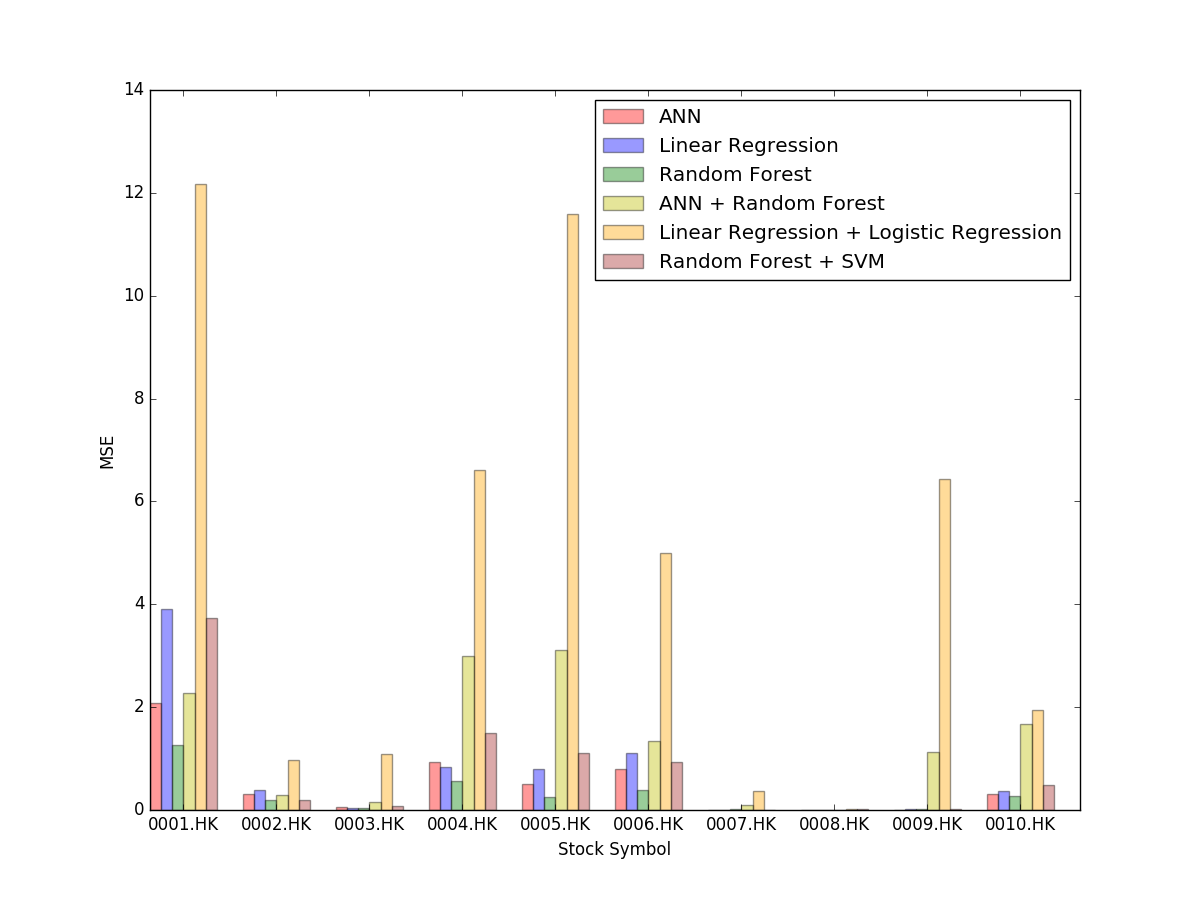 14
12
10
8
6
4
2
0
MSE
ANN
Linear Regression
Random Forest
ANN + Random Forest
Linear Regression + Logistic Regression
Random Forest + SVM
0001.HK 0002.HK 0003.HK 0004.HK 0005.HK 0006.HK 0007.HK 0008.HK 0009.HK 0010.HK
Stock Symbol